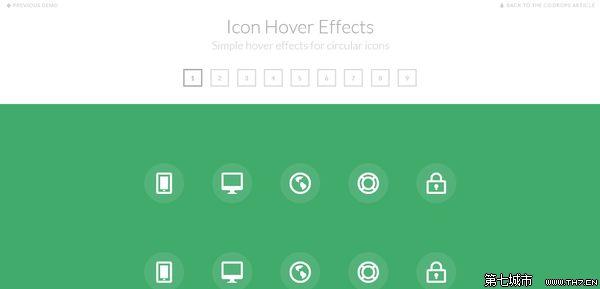 PREVIOUS DEMO
BACK TO THE CODROPS ARTICLE
Icon Hover Effects
Simple hover effects for circular icons
1 2 3 4 5 6 7 8 9
第七城市 WWW.TH7.CN